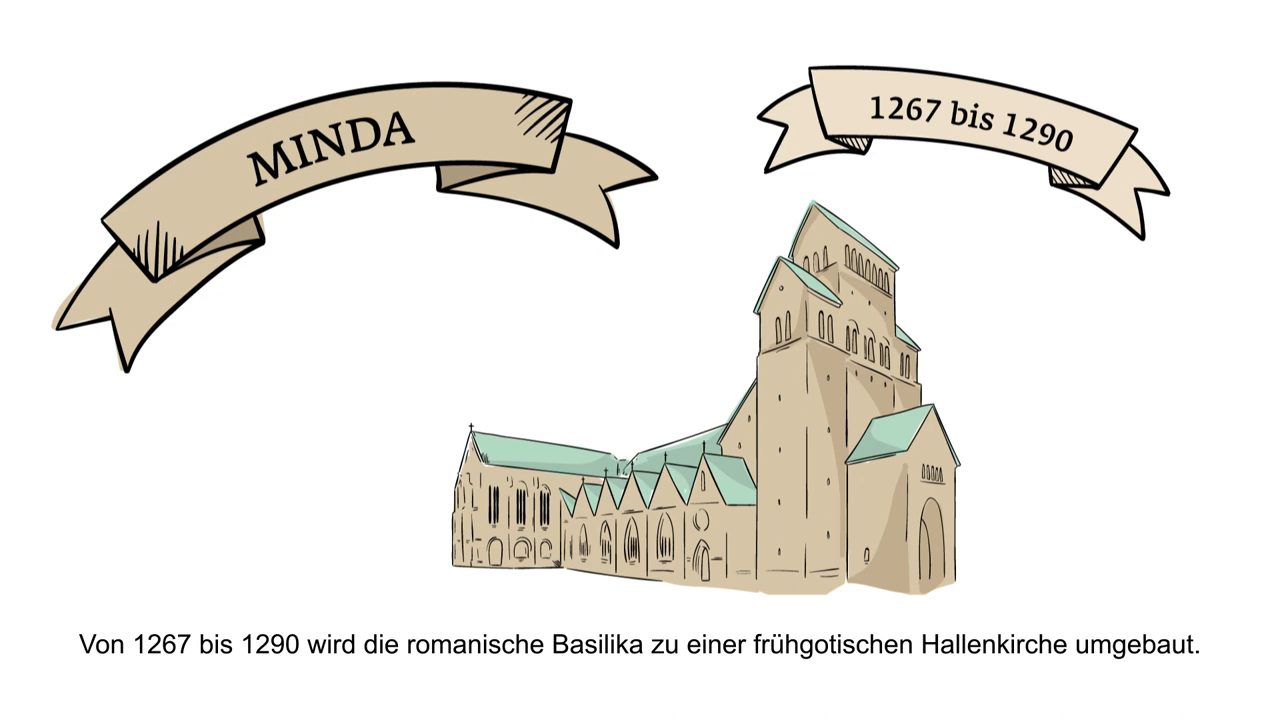 MINDA
1267 bis 1290
Von 1267 bis 1290 wird die romanische Basilika zu einer frühgotischen Hallenkirche umgebaut.